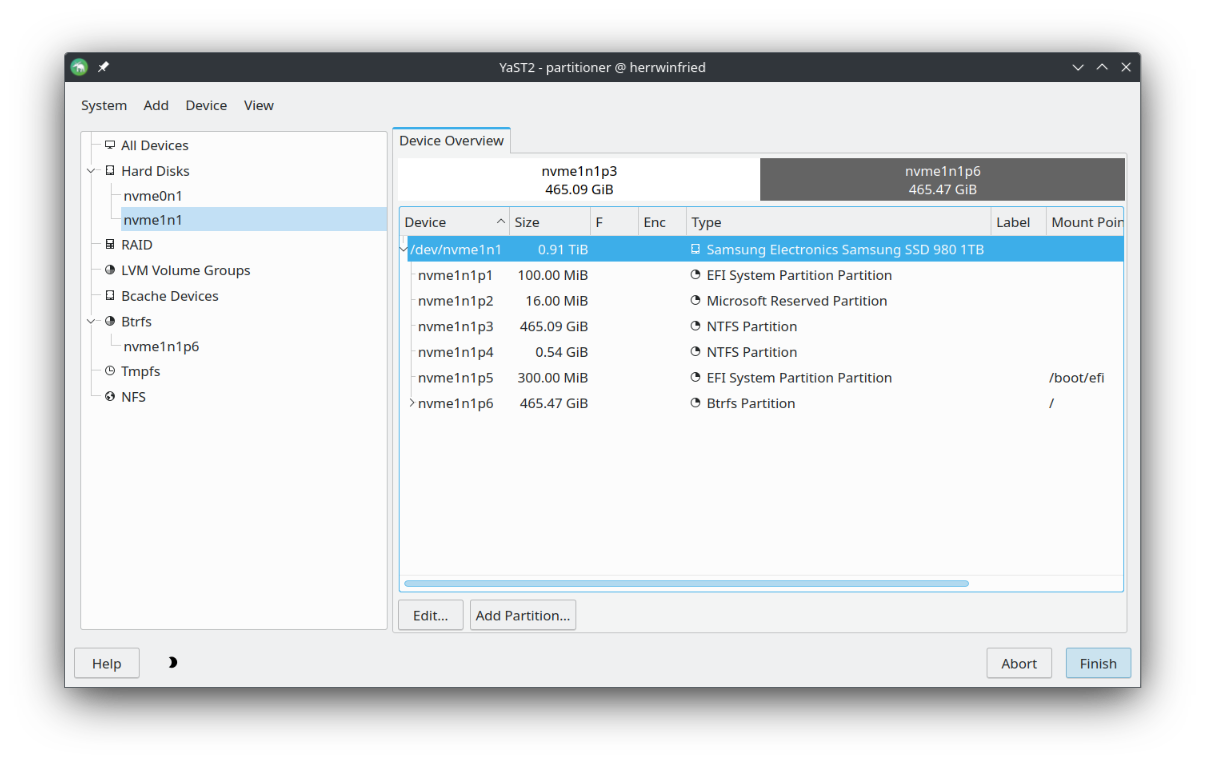 YaST2 - partitioner @ herrwinfried
System Add Device View
All Devices
Hard Disks
nvme0n1
nvme1n1
RAID
LVM Volume Groups
Bcache Devices
Btrfs
nvme1n1p6
Tmpfs
NFS
Device Overview
nvme1n1p3 nvme1n1p6
465.09 GiB 465.47 GiB
Device Size F Enc Type Label Mount Poin
/dev/nvme1n1 0.91 TiB Samsung Electronics Samsung SSD 980 1TB
nvme1n1p1 100.00 MiB EFI System Partition Partition
nvme1n1p2 16.00 MiB Microsoft Reserved Partition
nvme1n1p3 465.09 GiB NTFS Partition
nvme1n1p4 0.54 GiB NTFS Partition
nvme1n1p5 300.00 MiB EFI System Partition Partition /boot/efi
nvme1n1p6 465.47 GiB Btrfs Partition /
Edit... Add Partition...
Help Abort Finish